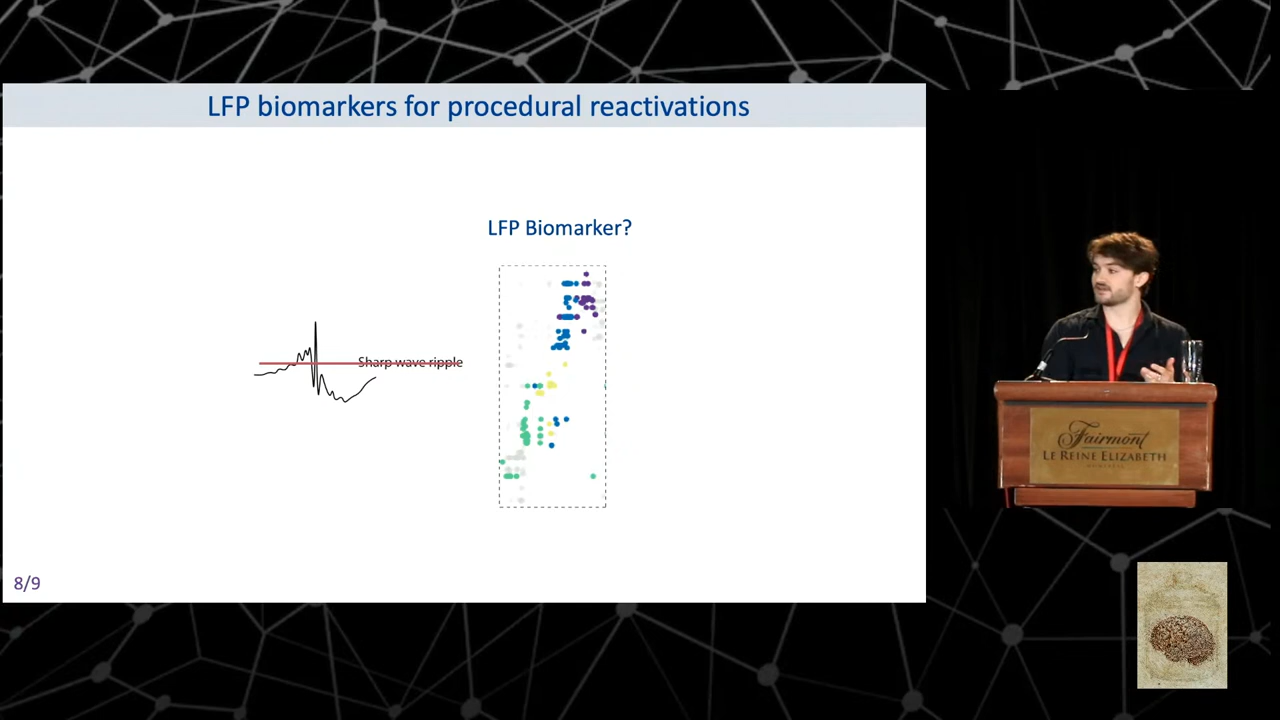 LFP biomarkers for procedural reactivations
LFP Biomarker?
Sharp wave ripple
8/9
Fairmont
LE REINE ELIZABETH